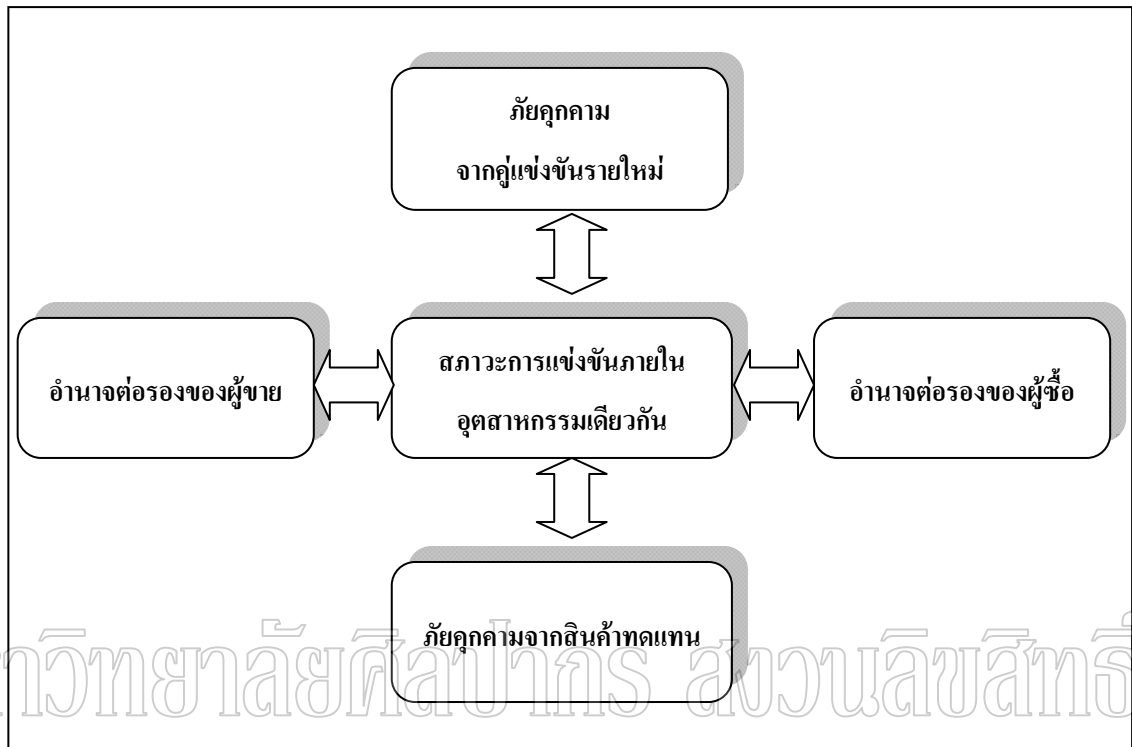 ภัยคุกคาม
จากคู่แข่งขันรายใหม่
อำนาจต่อรองของผู้ขาย
สภาวะการแข่งขันภายใน
อุตสาหกรรมเดียวกัน
อำนาจต่อรองของผู้ซื้อ
ภัยคุกคามจากสินค้าทดแทน
าวิทยาลัยศิลปากร สงวนลิขสิทธิ์